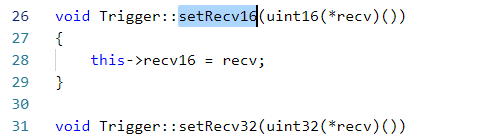 26 void Trigger::setRecv16(uint16(*recv)())
27 {
28     this->recv16 = recv;
29 }
30
31 void Trigger::setRecv32(uint32(*recv)())